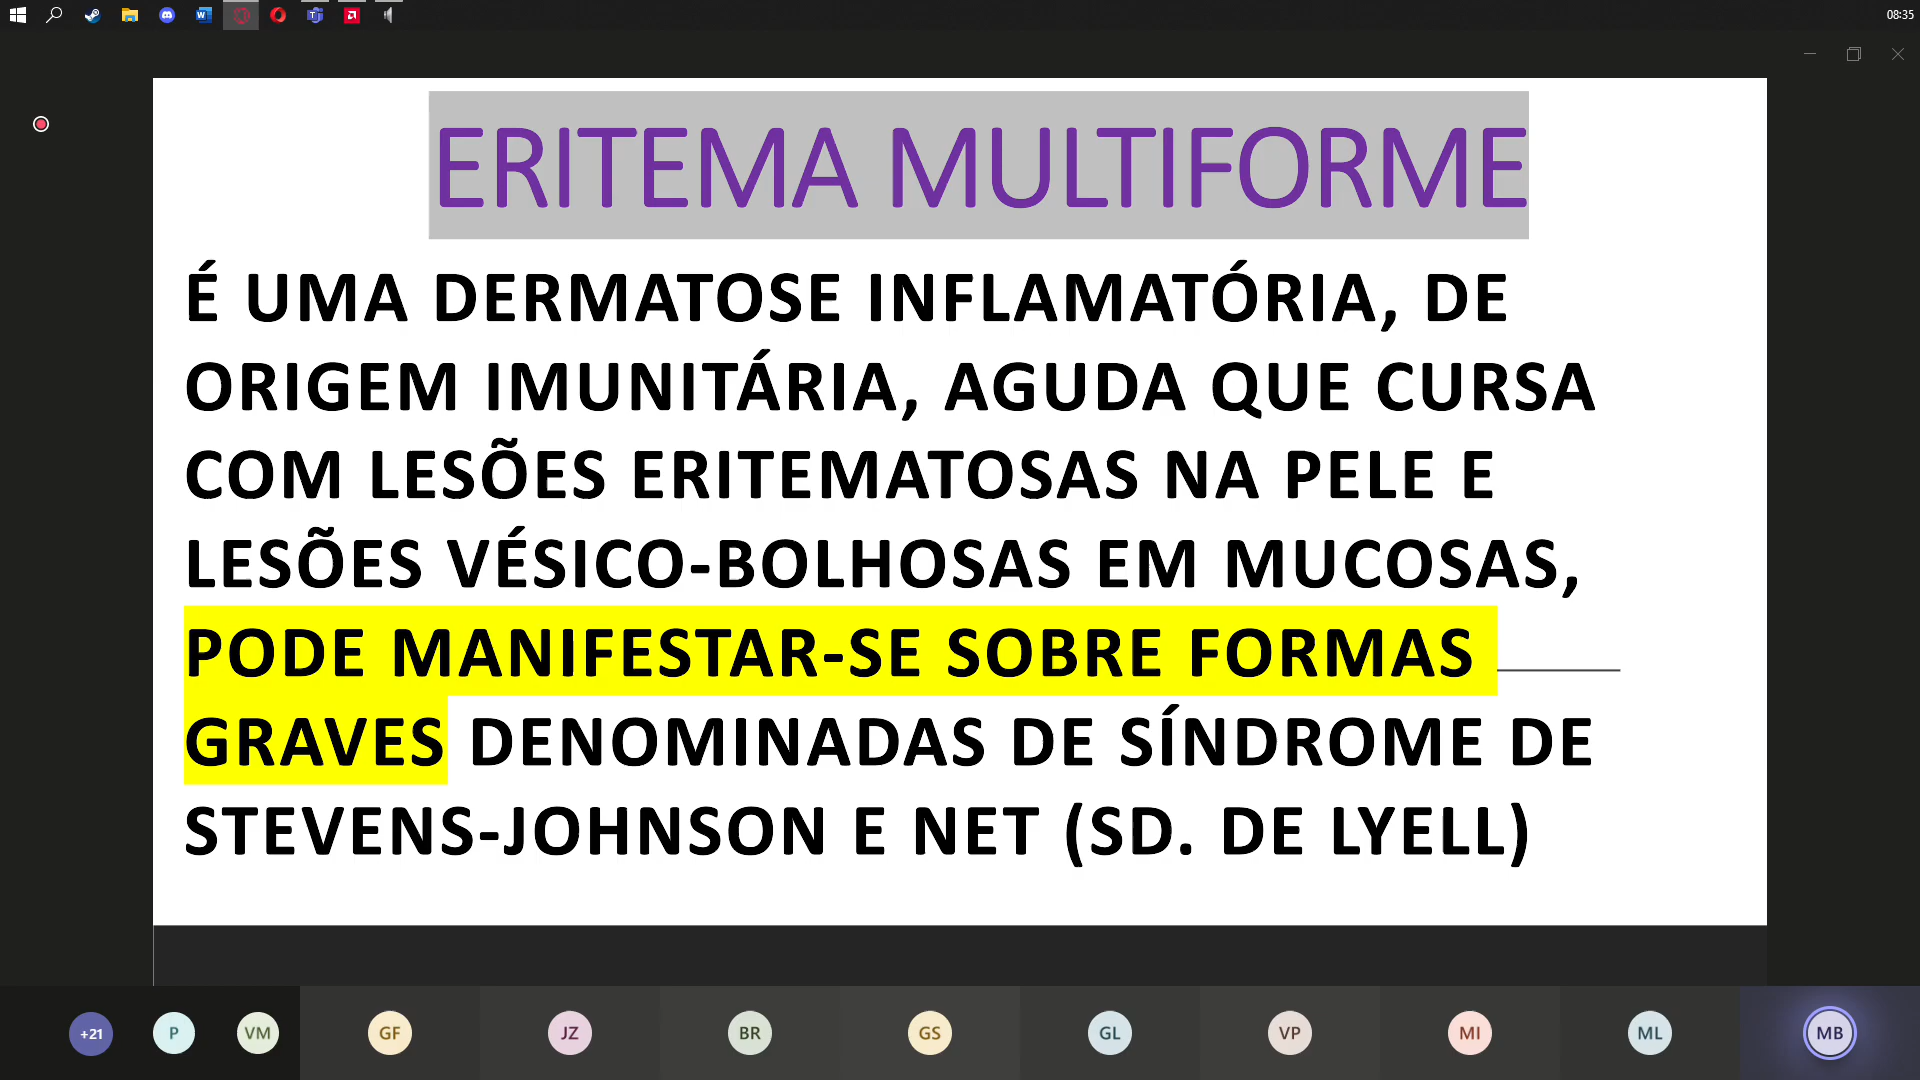 08:35
ERITEMA MULTIFORME
É UMA DERMATOSE INFLAMATÓRIA, DE
ORIGEM IMUNITÁRIA, AGUDA QUE CURSA
COM LESÕES ERITEMATOSAS NA PELE E
LESÕES VÉSICO-BOLHOSAS EM MUCOSAS,
PODE MANIFESTAR-SE SOBRE FORMAS
GRAVES DENOMINADAS DE SÍNDROME DE
STEVENS-JOHNSON E NET (SD. DE LYELL)
+21 P VM GF JZ BR GS GL VP MI ML MB